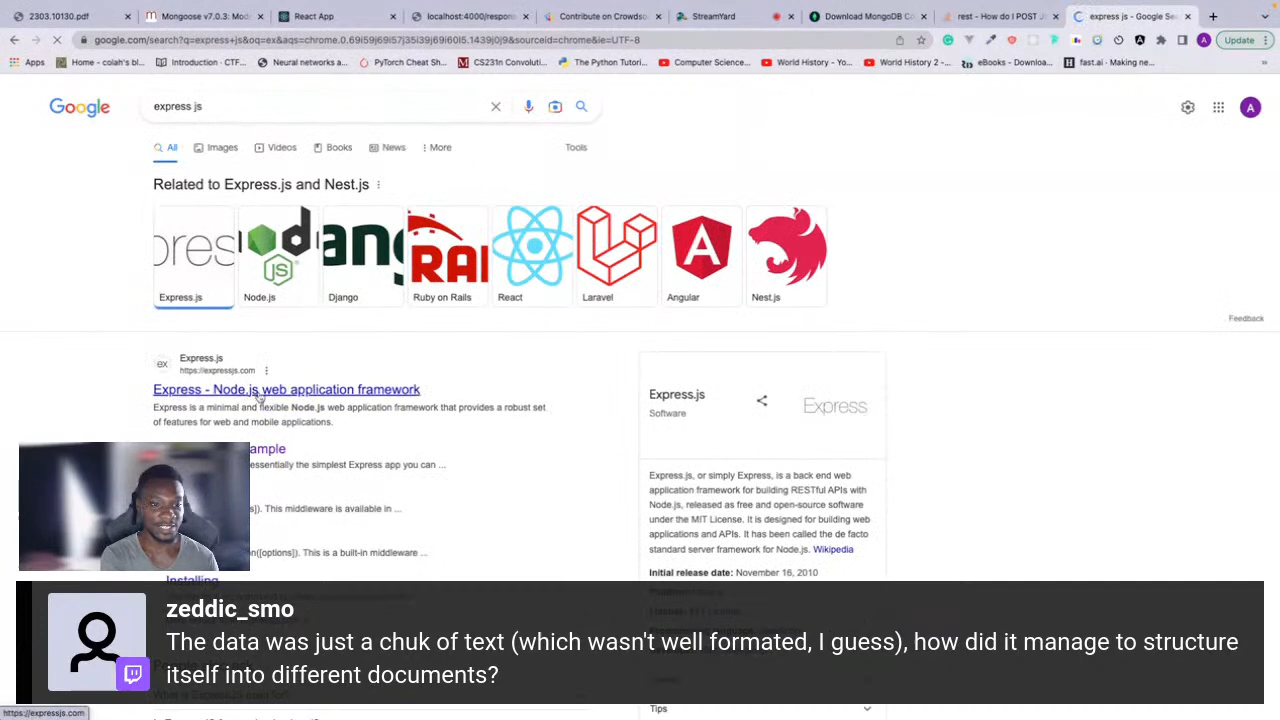 2303.10130.pdf
Mongoose v7.0.3: Mongoos
React App
localhost:4000/respons
Contribute on Crowdso
StreamYard
Download MongoDB Co
rest - How do I POST J
express js - Google Sea
google.com/search?q=express+js&oq=ex&aqs=chrome.0.69i59j69i57j35i39j69i60l5.1439j0j9&sourceid=chrome&ie=UTF-8
Update
Apps
Home - colah's bl...
Introduction · CTF...
Neural networks a...
PyTorch Cheat Sh...
CS231n Convoluti...
The Python Tutori...
Computer Science...
World History - Yo...
World History 2 -...
eBooks - Downloa...
fast.ai · Making ne...
Google
express js
A
All
Images
Videos
Books
News
More
Tools
Related to Express.js and Nest.js
Express.js
Node.js
Django
Ruby on Rails
React
Laravel
Angular
Nest.js
Feedback
ex
Express.js
https://expressjs.com
Express - Node.js web application framework
Express is a minimal and flexible Node.js web application framework that provides a robust set
of features for web and mobile applications.
ample
essentially the simplest Express app you can ...
). This middleware is available in ...
n([options]). This is a built-in middleware ...
Installing
Express.js
Software
Express
Express.js, or simply Express, is a back end web
application framework for building RESTful APIs with
Node.js, released as free and open-source software
under the MIT License. It is designed for building web
applications and APIs. It has been called the de facto
standard server framework for Node.js. Wikipedia
Initial release date: November 16, 2010
zeddic_smo
The data was just a chuk of text (which wasn't well formated, I guess), how did it manage to structure
itself into different documents?
https://expressjs.com
Tips